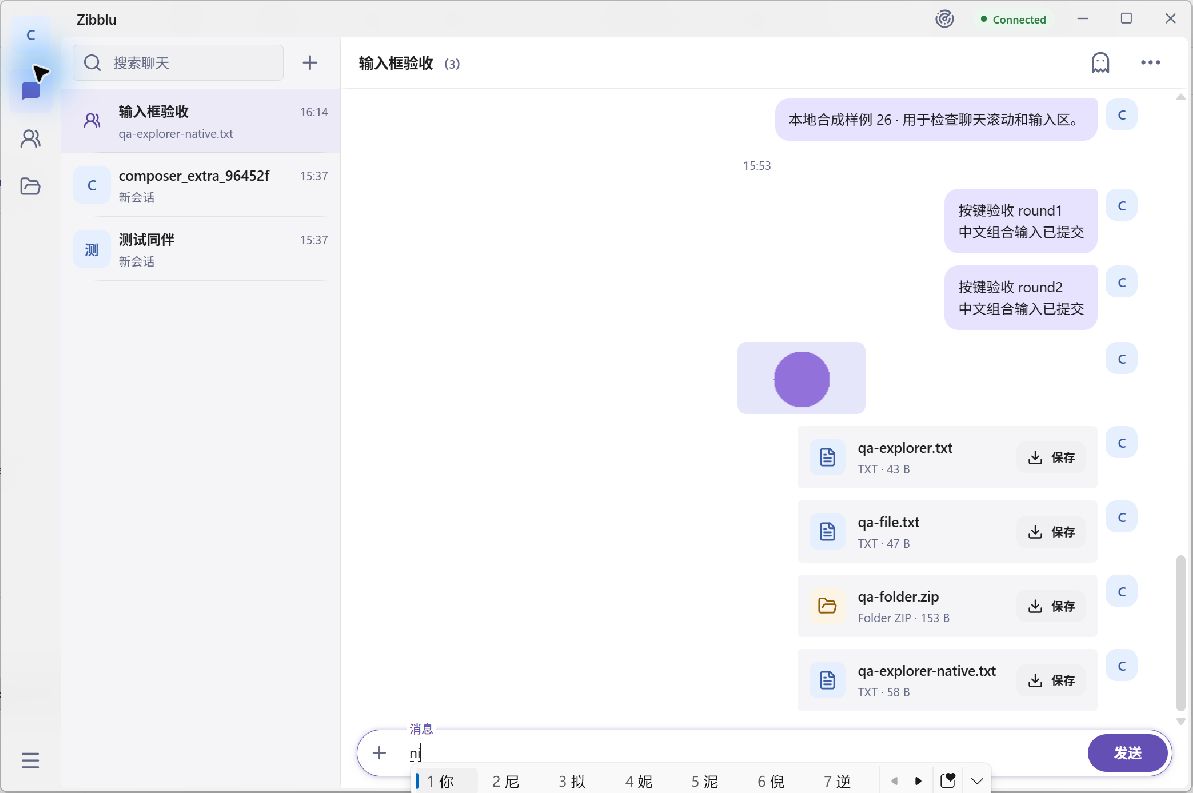 Zibblu
Connected
C
搜索聊天
输入框验收
16:14
qa-explorer-native.txt
C
composer_extra_96452f
15:37
新会话
测
测试同伴
15:37
新会话
输入框验收 (3)
本地合成样例 26 · 用于检查聊天滚动和输入区。
C
15:53
按键验收 round1
中文组合输入已提交
C
按键验收 round2
中文组合输入已提交
C
C
qa-explorer.txt
TXT · 43 B
保存
C
qa-file.txt
TXT · 47 B
保存
C
qa-folder.zip
Folder ZIP · 153 B
保存
C
qa-explorer-native.txt
TXT · 58 B
保存
C
消息
ni
发送
1 你 2 尼 3 拟 4 妮 5 泥 6 倪 7 逆